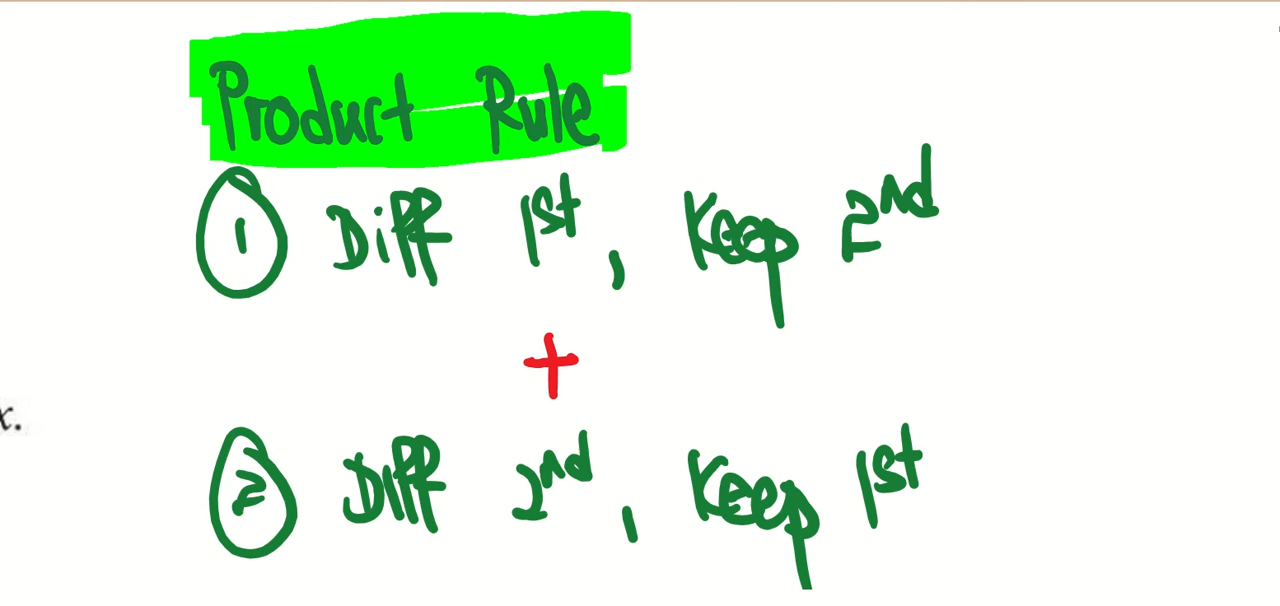 Product Rule
① Diff 1st, Keep 2nd
+
② Diff 2nd, Keep 1st
x.